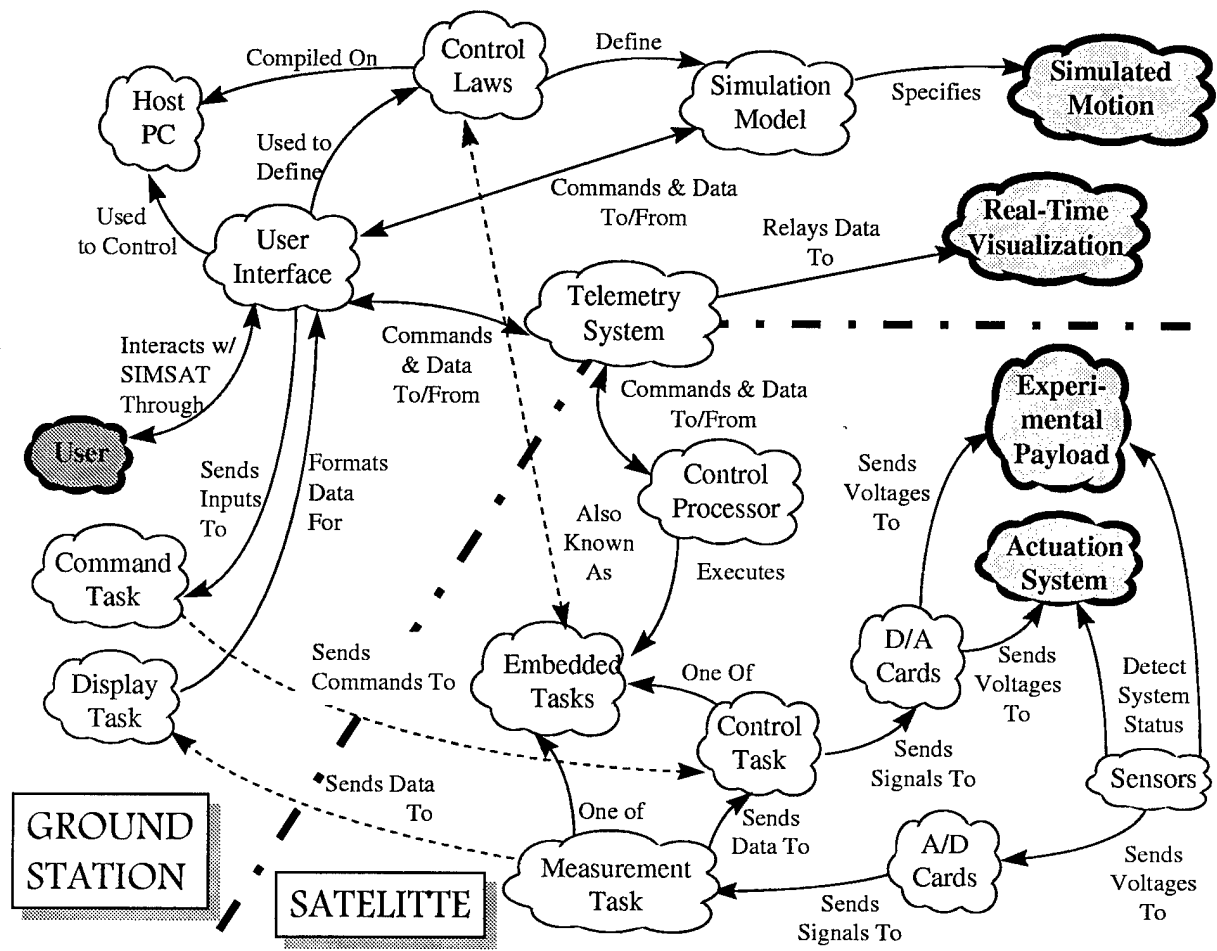 Compiled On
Control
Laws
Define
Simulation
Model
Specifies
Simulated
Motion
Host
PC
Used to
Define
Commands & Data
To/From
Used
to Control
User
Interface
Relays Data
To
Real-Time
Visualization
Telemetry
System
Commands
& Data
To/From
Interacts w/
SIMSAT
Through
User
Commands & Data
To/From
Experi-
mental
Payload
Sends
Inputs
To
Formats
Data
For
Control
Processor
Sends
Voltages
To
Also
Known
As
Executes
Actuation
System
Command
Task
Display
Task
Sends
Commands To
Embedded
Tasks
One Of
Control
Task
D/A
Cards
Sends
Voltages
To
Detect
System
Status
Sends
Signals To
Sensors
Sends Data
To
One of
Sends
Data To
Measurement
Task
A/D
Cards
Sends
Voltages
To
Sends
Signals To
GROUND
STATION
SATELITTE